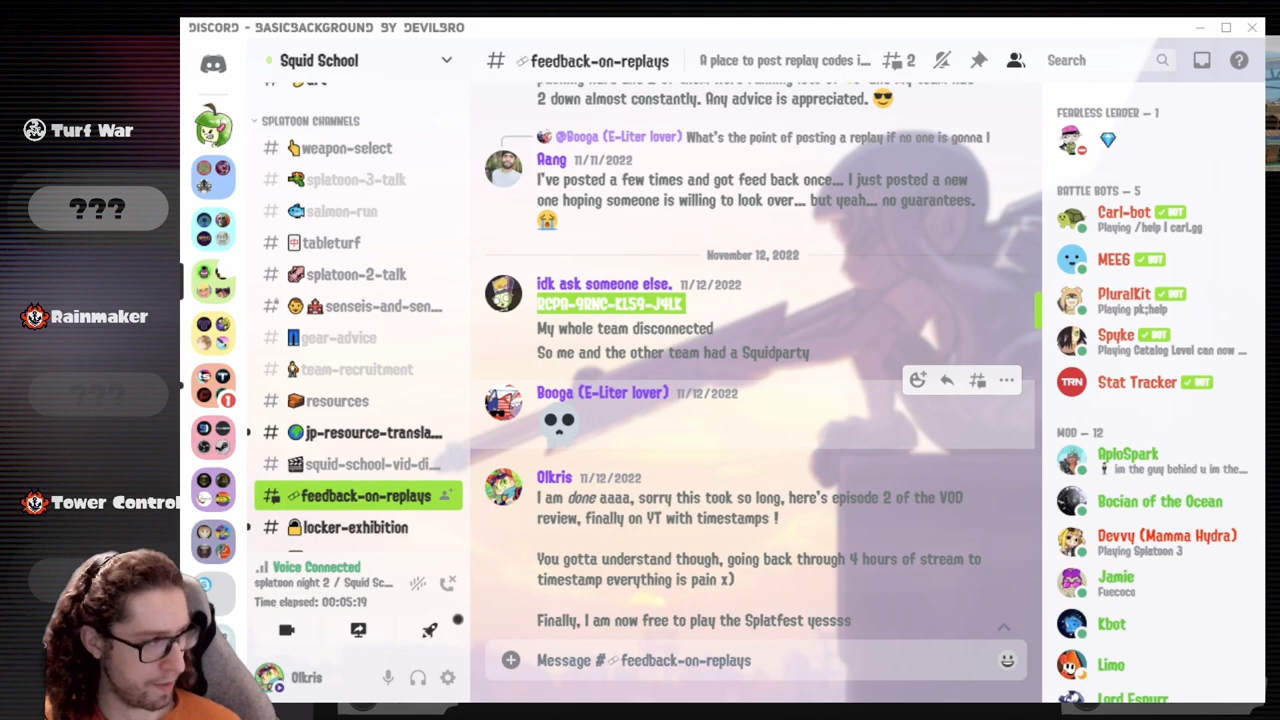 DISCORD - BASICBACKGROUND BY DEVILBRO
Turf War
???
Rainmaker
???
Tower Control
Squid School
SPLATOON CHANNELS
weapon-select
splatoon-3-talk
salmon-run
tableturf
splatoon-2-talk
senseis-and-sen...
gear-advice
team-recruitment
resources
jp-resource-transla...
squid-school-vid-di...
feedback-on-replays
locker-exhibition
1
Voice Connected
splatoon night 2 / Squid Sc...
Time elapsed: 00:05:19
Olkris
# feedback-on-replays
A place to post replay codes i...
2
Search
2 down almost constantly. Any advice is appreciated.
@Booga (E-Liter lover) What's the point of posting a replay if no one is gonna l
Aang 11/11/2022
I've posted a few times and got feed back once... I just posted a new
one hoping someone is willing to look over... but yeah... no guarantees.
November 12, 2022
idk ask someone else. 11/12/2022
RCPA-9RNC-KL59-J4LK
My whole team disconnected
So me and the other team had a Squidparty
Booga (E-Liter lover) 11/12/2022
Olkris 11/12/2022
I am done aaaa, sorry this took so long, here's episode 2 of the VOD
review, finally on YT with timestamps !
You gotta understand though, going back through 4 hours of stream to
timestamp everything is pain x)
Finally, I am now free to play the Splatfest yessss
Message # feedback-on-replays
FEARLESS LEADER — 1
BATTLE BOTS — 5
Carl-bot BOT
Playing /help | carl.gg
MEE6 BOT
PluralKit BOT
Playing pk;help
Spyke BOT
Playing Catalog Level can now ...
TRN
Stat Tracker BOT
MOD — 12
AploSpark
im the guy behind u im the...
Bocian of the Ocean
Devvy (Mamma Hydra)
Playing Splatoon 3
Jamie
Fuecoco
Kbot
Limo
Lord Espurr